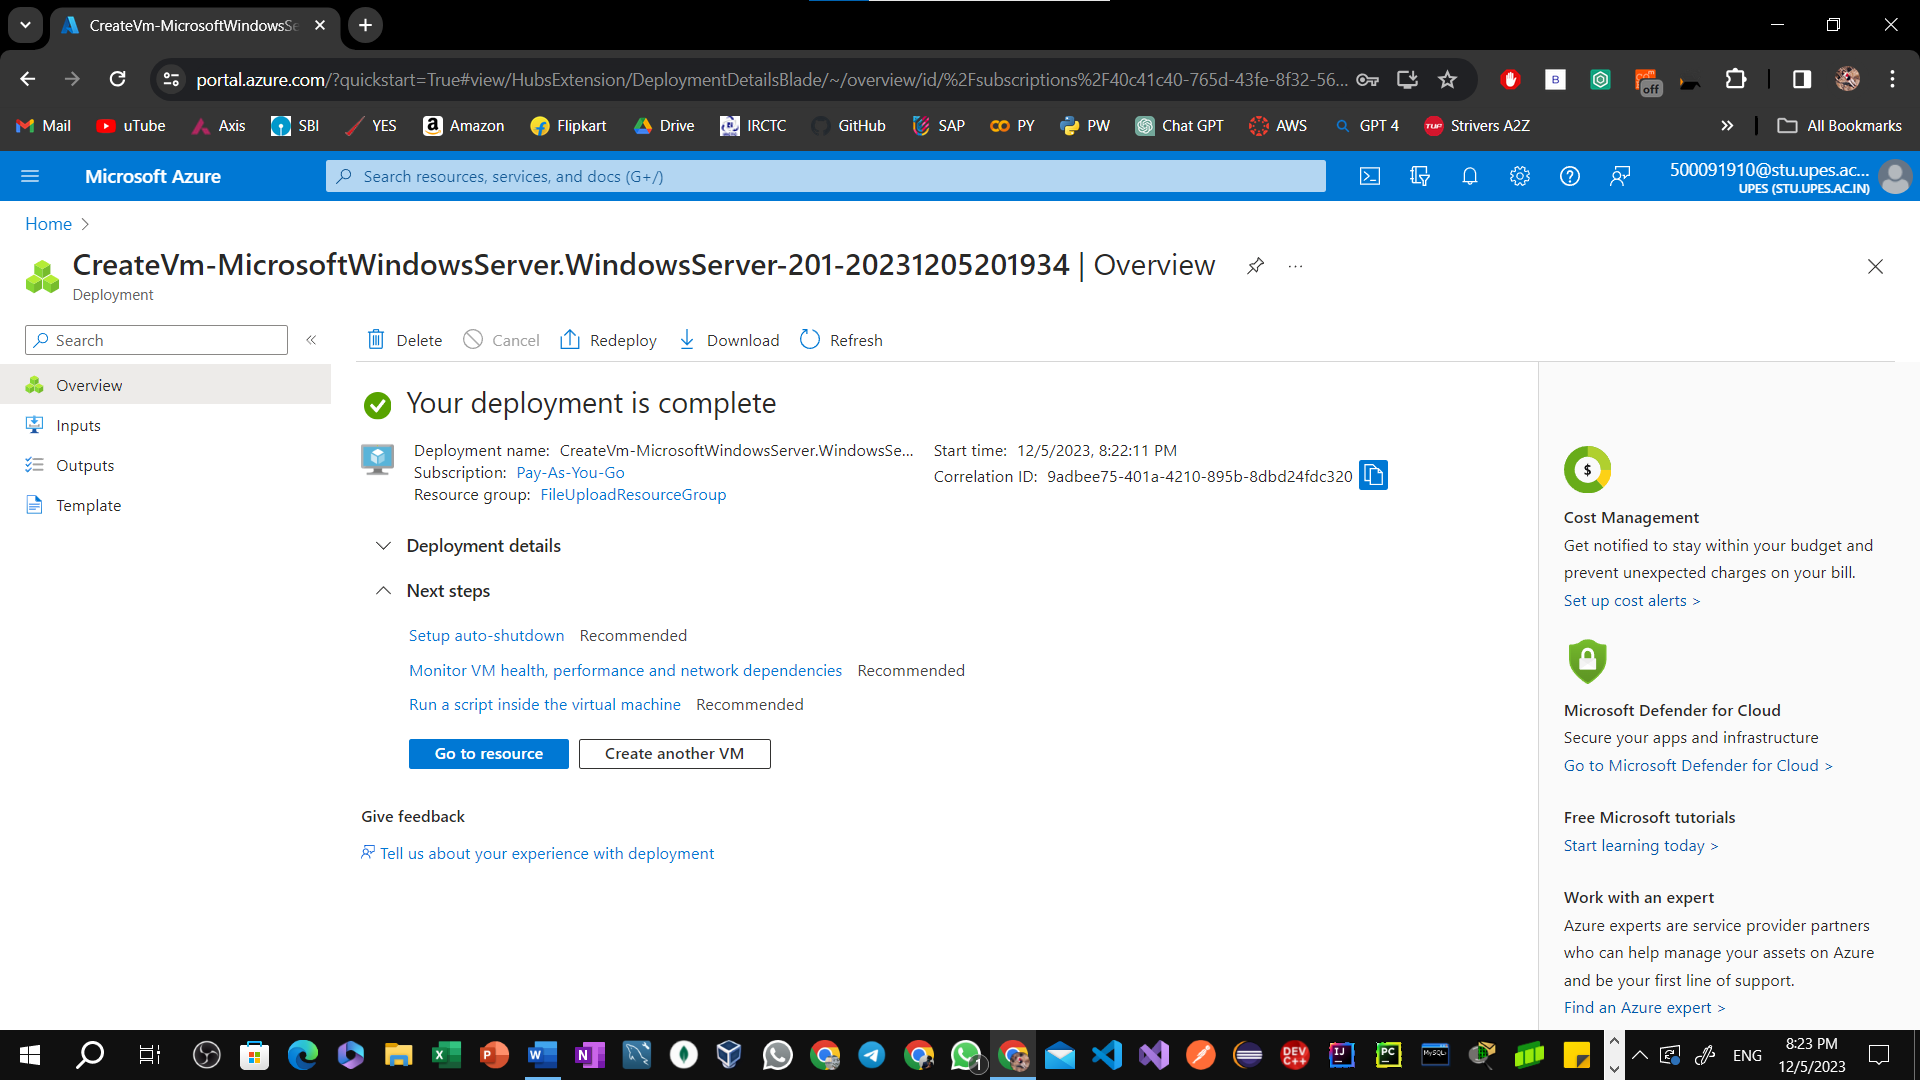 CreateVm-MicrosoftWindowsSe
portal.azure.com/?quickstart=True#view/HubsExtension/DeploymentDetailsBlade/~/overview/id/%2Fsubscriptions%2F40c41c40-765d-43fe-8f32-56...
off
Mail uTube Axis SBI YES Amazon Flipkart Drive IRCTC GitHub SAP PY PW Chat GPT AWS GPT 4 Strivers A2Z » All Bookmarks
Microsoft Azure
Search resources, services, and docs (G+/)
500091910@stu.upes.ac...
UPES (STU.UPES.AC.IN)
Home
CreateVm-MicrosoftWindowsServer.WindowsServer-201-20231205201934 | Overview
Deployment
Search «
Delete Cancel Redeploy Download Refresh
Overview
Inputs
Outputs
Template
Your deployment is complete
Deployment name: CreateVm-MicrosoftWindowsServer.WindowsSe...
Subscription: Pay-As-You-Go
Resource group: FileUploadResourceGroup
Start time: 12/5/2023, 8:22:11 PM
Correlation ID: 9adbee75-401a-4210-895b-8dbd24fdc320
Deployment details
Next steps
Setup auto-shutdown Recommended
Monitor VM health, performance and network dependencies Recommended
Run a script inside the virtual machine Recommended
Go to resource Create another VM
Give feedback
Tell us about your experience with deployment
Cost Management
Get notified to stay within your budget and
prevent unexpected charges on your bill.
Set up cost alerts >
Microsoft Defender for Cloud
Secure your apps and infrastructure
Go to Microsoft Defender for Cloud >
Free Microsoft tutorials
Start learning today >
Work with an expert
Azure experts are service provider partners
who can help manage your assets on Azure
and be your first line of support.
Find an Azure expert >
1
DEV C++
IJ
PC
MySQL
ENG
8:23 PM
12/5/2023